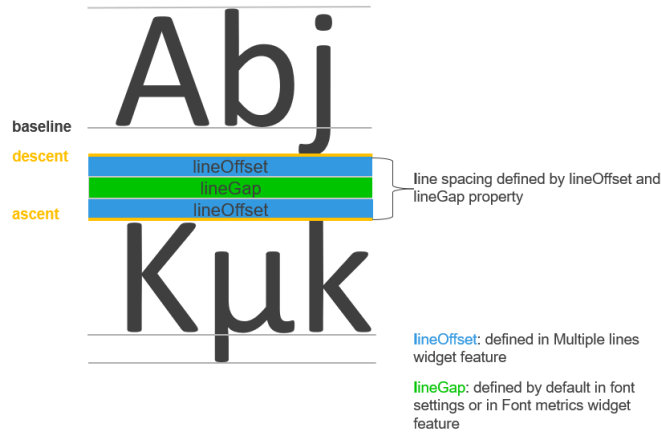 Abj
baseline
descent
lineOffset
lineGap
line spacing defined by lineOffset and
lineGap property
lineOffset
ascent
Kµk
lineOffset: defined in Multiple lines
widget feature
lineGap: defined by default in font
settings or in Font metrics widget
feature